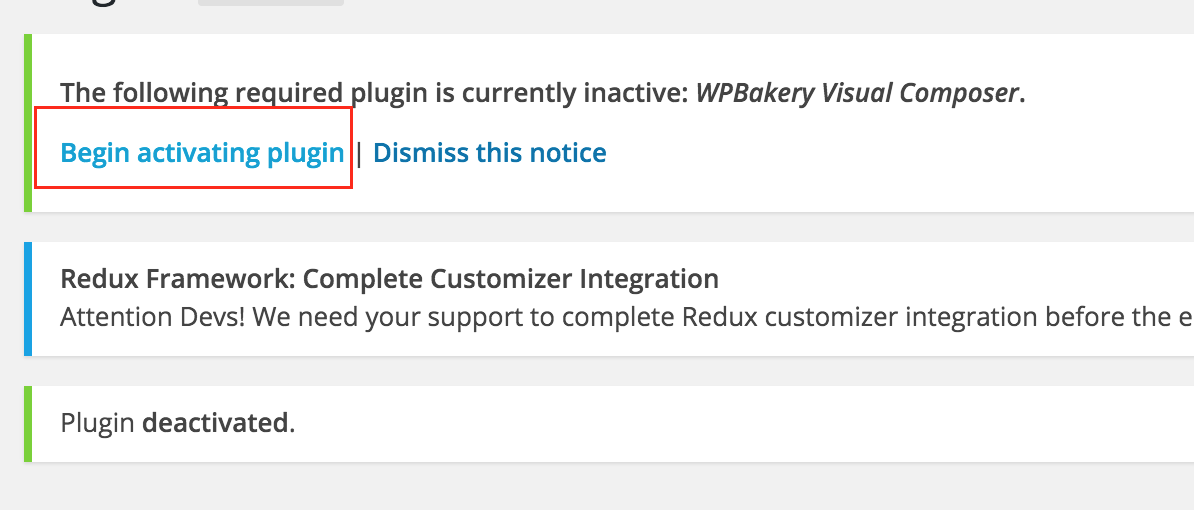 The following required plugin is currently inactive: WPBakery Visual Composer.
Begin activating plugin | Dismiss this notice
Redux Framework: Complete Customizer Integration
Attention Devs! We need your support to complete Redux customizer integration before the e
Plugin deactivated.